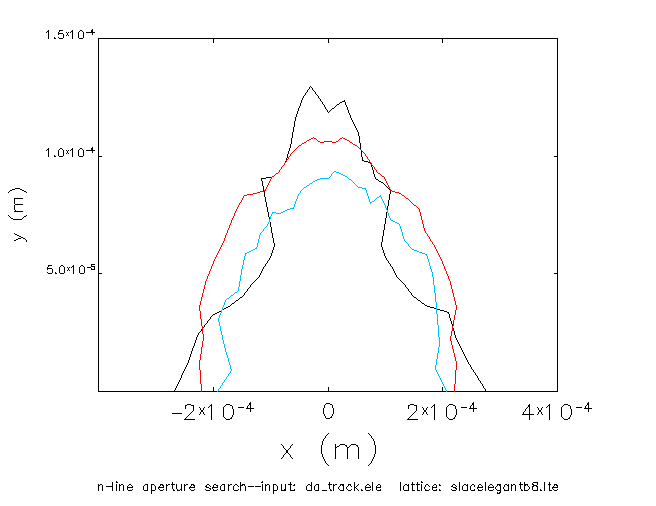 1.5×10⁻⁴
1.0×10⁻⁴
5.0×10⁻⁵
y (m)
−2×10⁻⁴ 0 2×10⁻⁴ 4×10⁻⁴
x (m)
n-line aperture search--input: da_track.ele lattice: slacelegantb8.lte